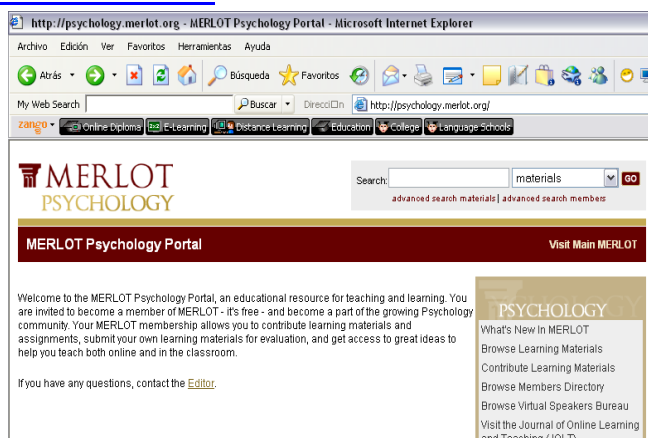 http://psychology.merlot.org - MERLOT Psychology Portal - Microsoft Internet Explorer
Archivo Edición Ver Favoritos Herramientas Ayuda
Atrás Búsqueda Favoritos
My Web Search Buscar Direcci□n http://psychology.merlot.org/
zango Online Diploma E-Learning Distance Learning Education College Language Schools
MERLOT
PSYCHOLOGY
Search: materials GO
advanced search materials | advanced search members
MERLOT Psychology Portal Visit Main MERLOT
Welcome to the MERLOT Psychology Portal, an educational resource for teaching and learning. You
are invited to become a member of MERLOT - it's free - and become a part of the growing Psychology
community. Your MERLOT membership allows you to contribute learning materials and
assignments, submit your own learning materials for evaluation, and get access to great ideas to
help you teach both online and in the classroom.
If you have any questions, contact the Editor.
PSYCHOLOGY
What's New In MERLOT
Browse Learning Materials
Contribute Learning Materials
Browse Members Directory
Browse Virtual Speakers Bureau
Visit the Journal of Online Learning
and Teaching (JOLT)